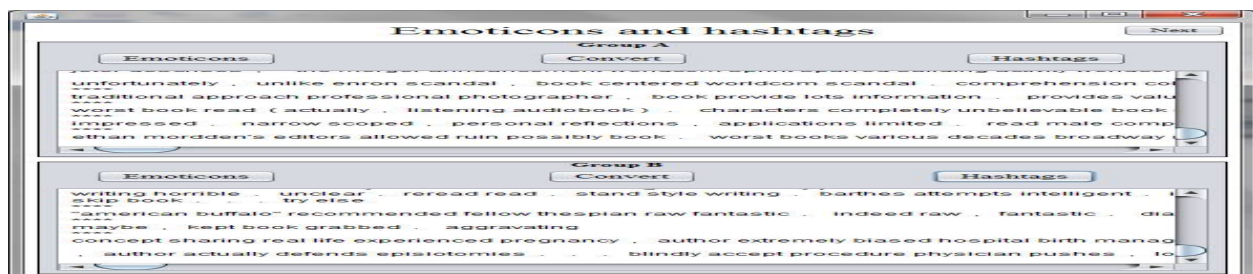 Emoticons and hashtags
Next
Group A
Emoticons Convert Hashtags
unfortunately , unlike enron scandal , book centered worldcom scandal . comprehension
****
traditional approach professional photographer , book provide lots information . provides valu
****
worst book read ( actually , listening audiobook ) . characters completely unbelievable book
****
impressed . narrow scoped , personal reflections , applications limited . read male comp
****
ethan mordden's editors allowed ruin possibly book . worst books various decades broadway
Group B
Emoticons Convert Hashtags
writing horrible . unclear . reread read . stand style writing . barthes attempts intelligent .
skip book . . . try else
****
"american buffalo" recommended fellow thespian raw fantastic . indeed raw , fantastic . dia
****
maybe , kept book grabbed . aggravating
****
concept sharing real life experienced pregnancy , author extremely biased hospital birth manag
, author actually defends episiotomies . . . blindly accept procedure physician pushes , lo